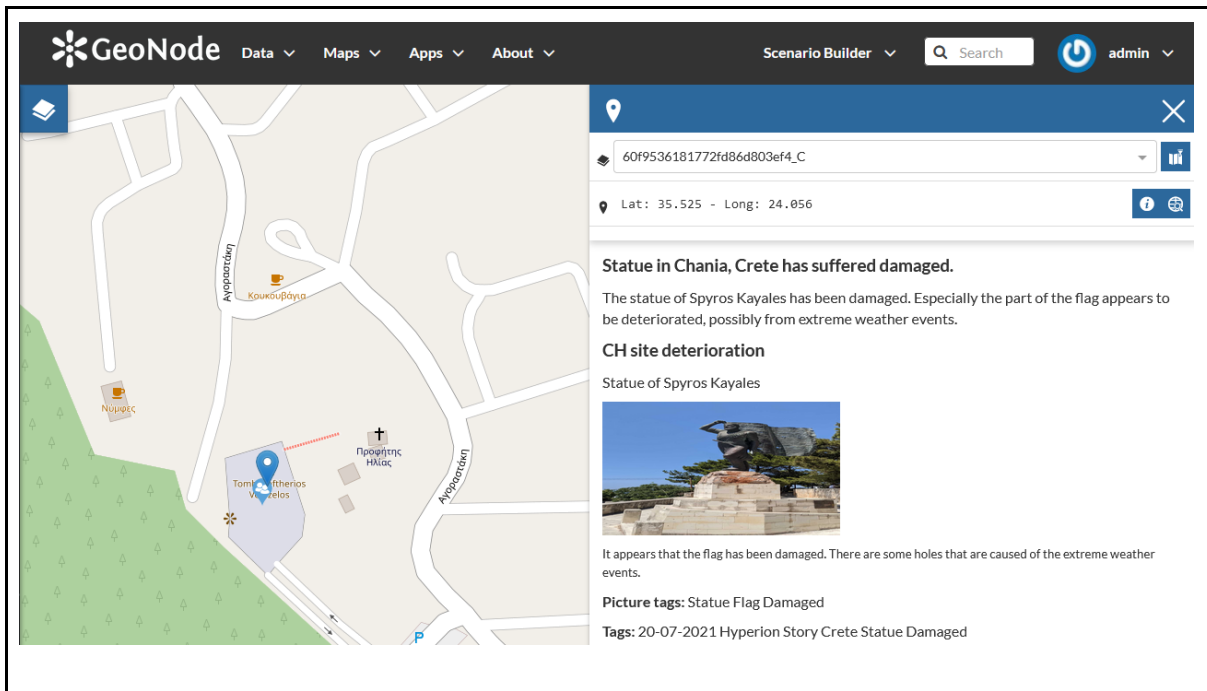 GeoNode Data Maps Apps About Scenario Builder Search admin
60f9536181772fd86d803ef4_C
Lat: 35.525 - Long: 24.056
Statue in Chania, Crete has suffered damaged.
The statue of Spyros Kayales has been damaged. Especially the part of the flag appears to
be deteriorated, possibly from extreme weather events.
CH site deterioration
Statue of Spyros Kayales
It appears that the flag has been damaged. There are some holes that are caused of the extreme weather
events.
Picture tags: Statue Flag Damaged
Tags: 20-07-2021 Hyperion Story Crete Statue Damaged
Αγοραστάκη
Κουκουβάγια
Νύμφες
Προφήτης
Ηλίας
Αγοραστάκη
P